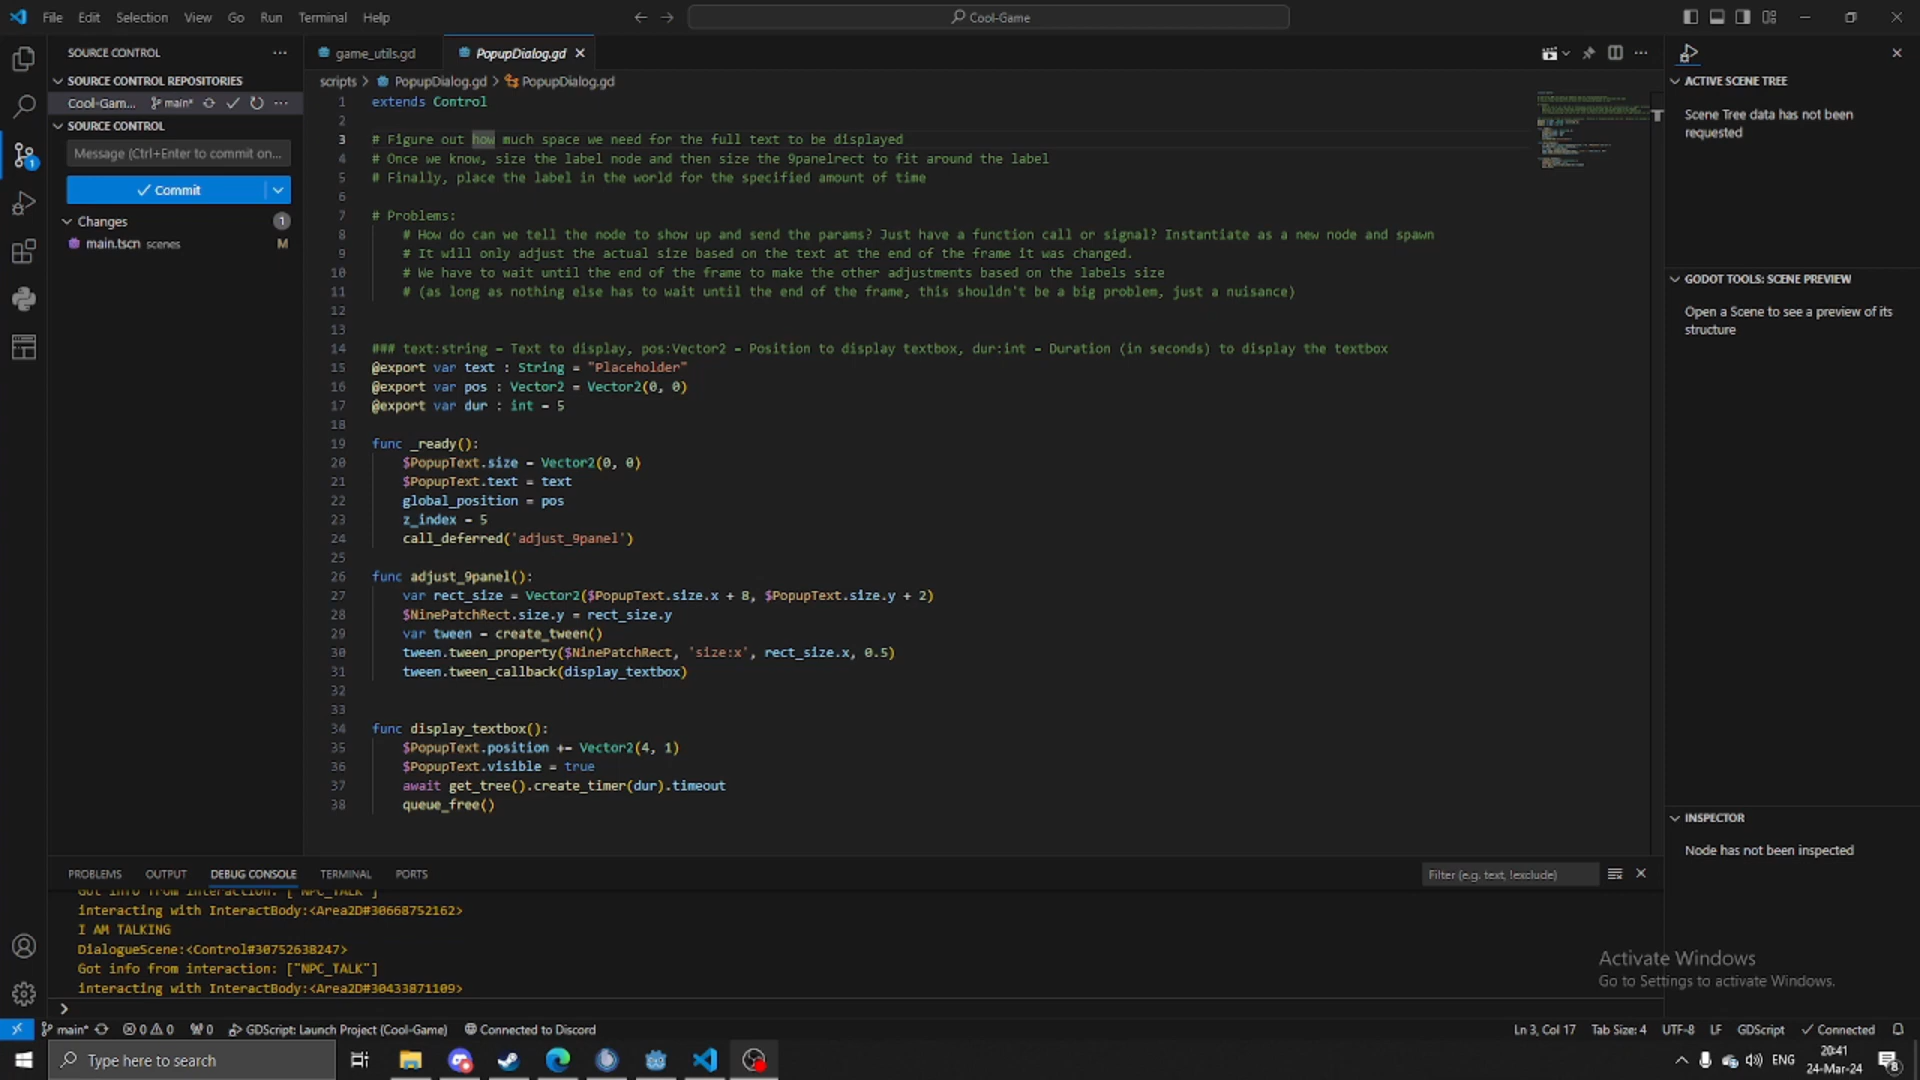 File Edit Selection View Go Run Terminal Help
Cool-Game
SOURCE CONTROL
SOURCE CONTROL REPOSITORIES
Cool-Gam... main*
SOURCE CONTROL
Message (Ctrl+Enter to commit on...
Commit
Changes 1
main.tscn scenes M
game_utils.gd PopupDialog.gd
scripts > PopupDialog.gd > PopupDialog.gd
1 extends Control
2
3 # Figure out how much space we need for the full text to be displayed
4 # Once we know, size the label node and then size the 9panelrect to fit around the label
5 # Finally, place the label in the world for the specified amount of time
6
7 # Problems:
8 # How do can we tell the node to show up and send the params? Just have a function call or signal? Instantiate as a new node and spawn
9 # It will only adjust the actual size based on the text at the end of the frame it was changed.
10 # We have to wait until the end of the frame to make the other adjustments based on the labels size
11 # (as long as nothing else has to wait until the end of the frame, this shouldn't be a big problem, just a nuisance)
12
13
14 ### text:string - Text to display, pos:Vector2 - Position to display textbox, dur:int - Duration (in seconds) to display the textbox
15 @export var text : String = "Placeholder"
16 @export var pos : Vector2 = Vector2(0, 0)
17 @export var dur : int = 5
18
19 func _ready():
20 $PopupText.size = Vector2(0, 0)
21 $PopupText.text = text
22 global_position = pos
23 z_index = 5
24 call_deferred('adjust_9panel')
25
26 func adjust_9panel():
27 var rect_size = Vector2($PopupText.size.x + 8, $PopupText.size.y + 2)
28 $NinePatchRect.size.y = rect_size.y
29 var tween = create_tween()
30 tween.tween_property($NinePatchRect, 'size:x', rect_size.x, 0.5)
31 tween.tween_callback(display_textbox)
32
33
34 func display_textbox():
35 $PopupText.position += Vector2(4, 1)
36 $PopupText.visible = true
37 await get_tree().create_timer(dur).timeout
38 queue_free()
ACTIVE SCENE TREE
Scene Tree data has not been
requested
GODOT TOOLS: SCENE PREVIEW
Open a Scene to see a preview of its
structure
INSPECTOR
Node has not been inspected
PROBLEMS OUTPUT DEBUG CONSOLE TERMINAL PORTS
Filter (e.g. text, !exclude)
Got info from interaction: ["NPC_TALK"]
interacting with InteractBody:<Area2D#30668752162>
I AM TALKING
DialogueScene:<Control#30752638247>
Got info from interaction: ["NPC_TALK"]
interacting with InteractBody:<Area2D#30433871109>
Activate Windows
Go to Settings to activate Windows.
main* 0 0 0 GDScript: Launch Project (Cool-Game) Connected to Discord
Ln 3, Col 17 Tab Size: 4 UTF-8 LF GDScript Connected
Type here to search
ENG 20:41
24-Mar-24 8